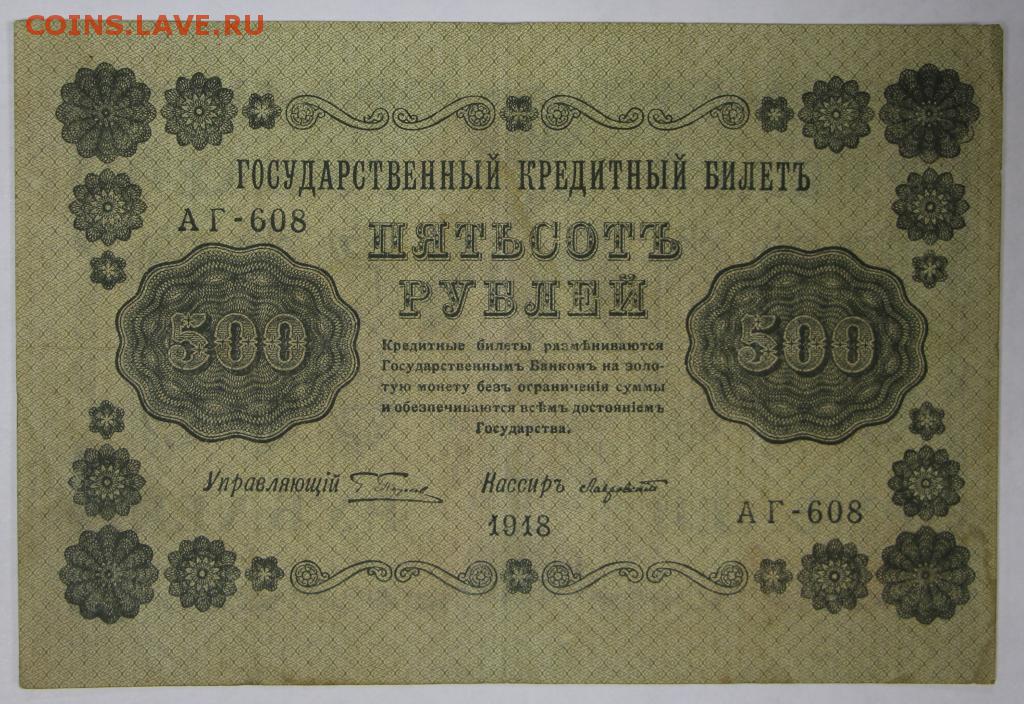 COINS.LAVE.RU
ГОСУДАРСТВЕННЫЙ КРЕДИТНЫЙ БИЛЕТЪ
АГ-608
ПЯТЬСОТЪ
РУБЛЕЙ
500
500
Кредитные билеты размѣниваются
Государственнымъ Банкомъ на золо-
тую монету безъ ограниченія суммы
и обезпечиваются всѣмъ достояніемъ
Государства.
Управляющій
Кассиръ Лавровскій
1918
АГ-608